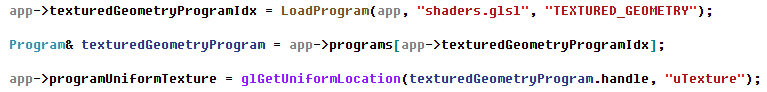 app->texturedGeometryProgramIdx = LoadProgram(app, "shaders.glsl", "TEXTURED_GEOMETRY");
Program& texturedGeometryProgram = app->programs[app->texturedGeometryProgramIdx];
app->programUniformTexture = glGetUniformLocation(texturedGeometryProgram.handle, "uTexture");